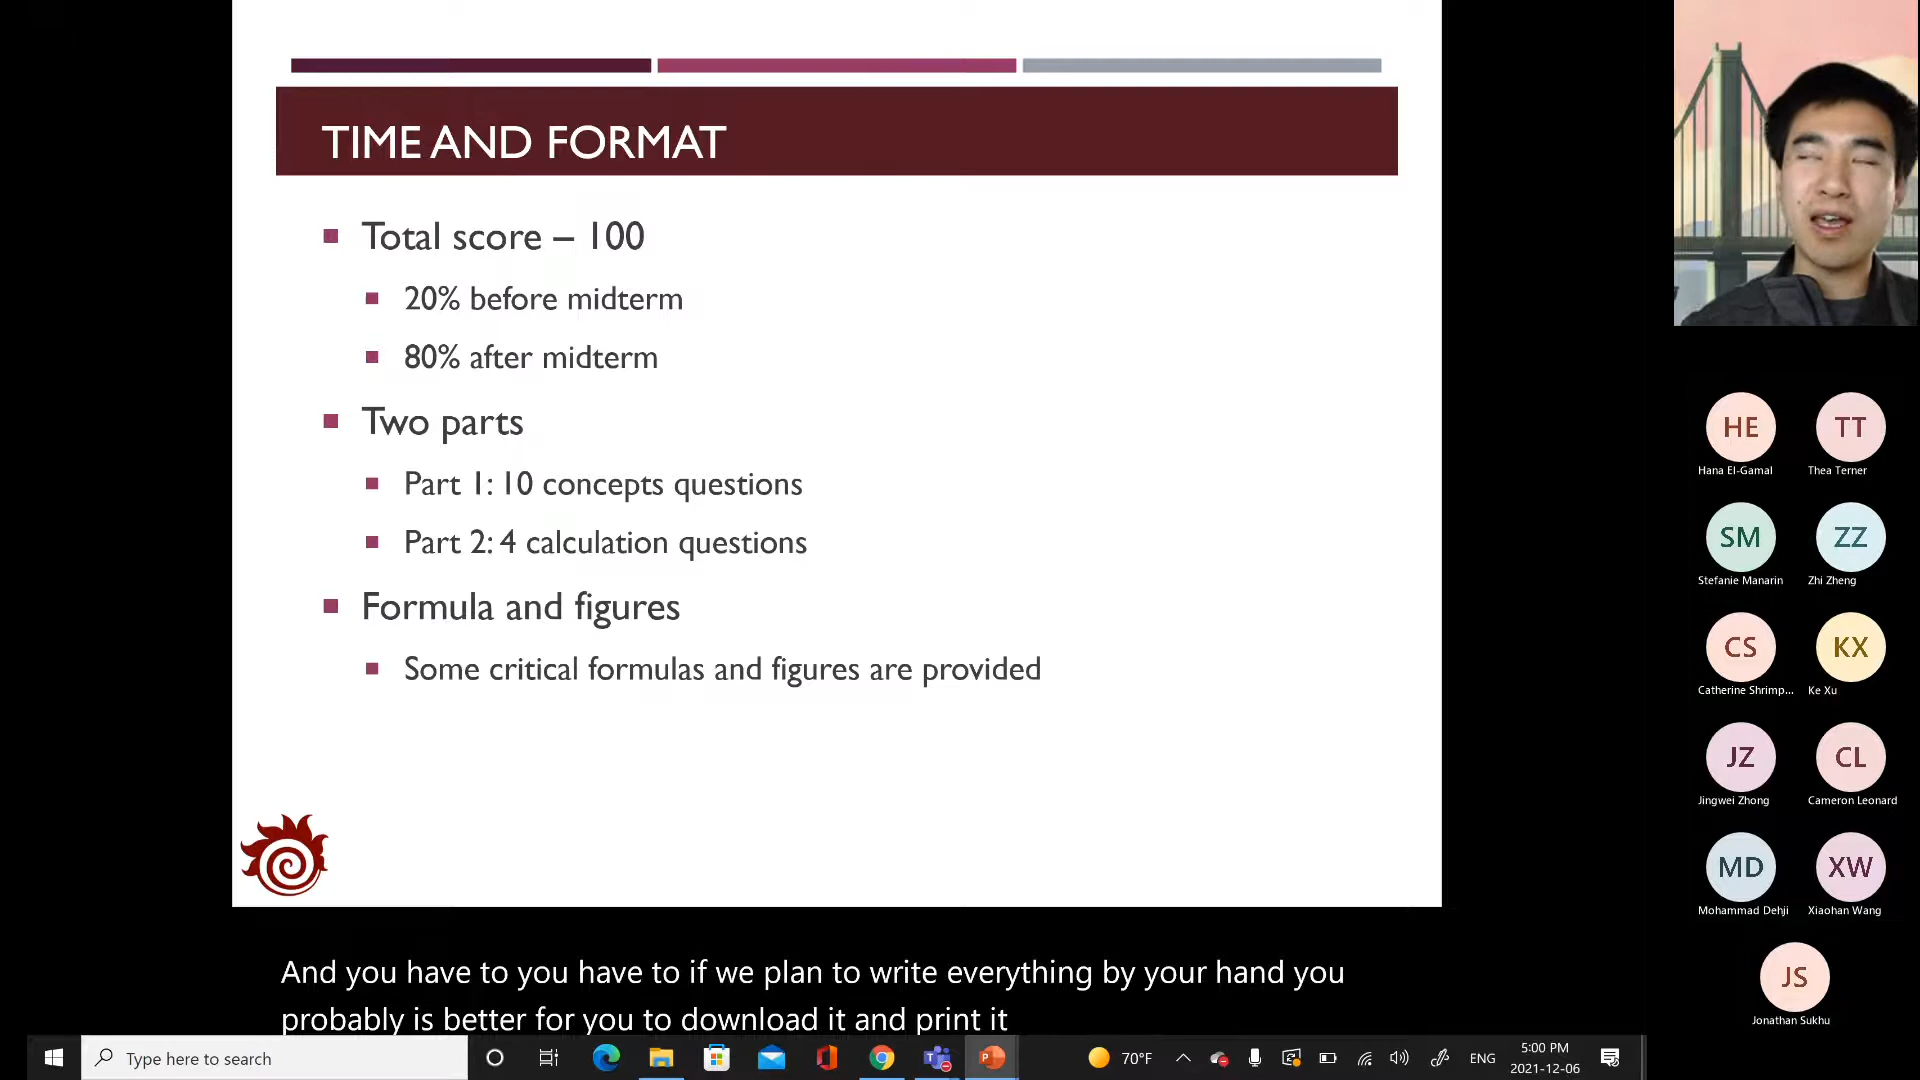 TIME AND FORMAT
Total score – 100
20% before midterm
80% after midterm
Two parts
Part 1: 10 concepts questions
Part 2: 4 calculation questions
Formula and figures
Some critical formulas and figures are provided
HE
TT
Hana El-Gamal
Thea Terner
SM
ZZ
Stefanie Manarin
Zhi Zheng
CS
KX
Catherine Shrimp...
Ke Xu
JZ
CL
Jingwei Zhong
Cameron Leonard
MD
XW
Mohammad Dehji
Xiaohan Wang
JS
Jonathan Sukhu
And you have to you have to if we plan to write everything by your hand you
probably is better for you to download it and print it
Type here to search
70°F
ENG
5:00 PM
2021-12-06